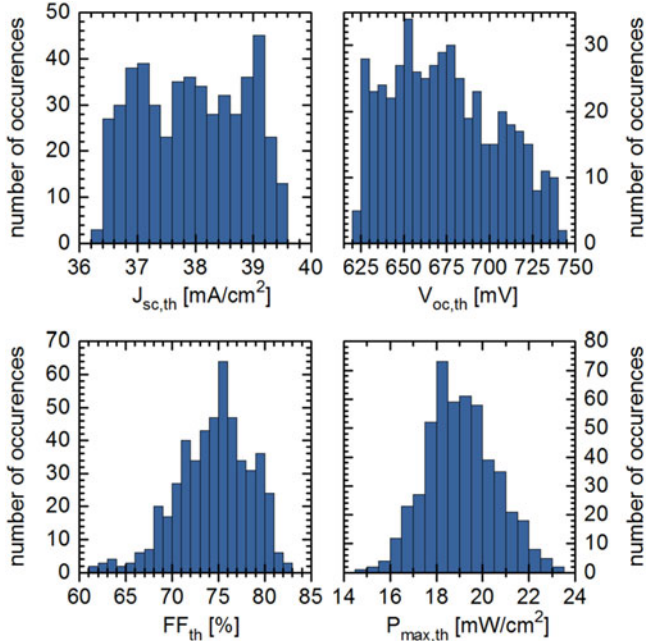 number of occurences
50
40
30
20
10
0
36 37 38 39 40
J_sc,th [mA/cm²]
number of occurences
30
20
10
0
625 650 675 700 725 750
V_oc,th [mV]
number of occurences
70
60
50
40
30
20
10
0
60 65 70 75 80 85
FF_th [%]
number of occurences
80
70
60
50
40
30
20
10
0
14 16 18 20 22 24
P_max,th [mW/cm²]